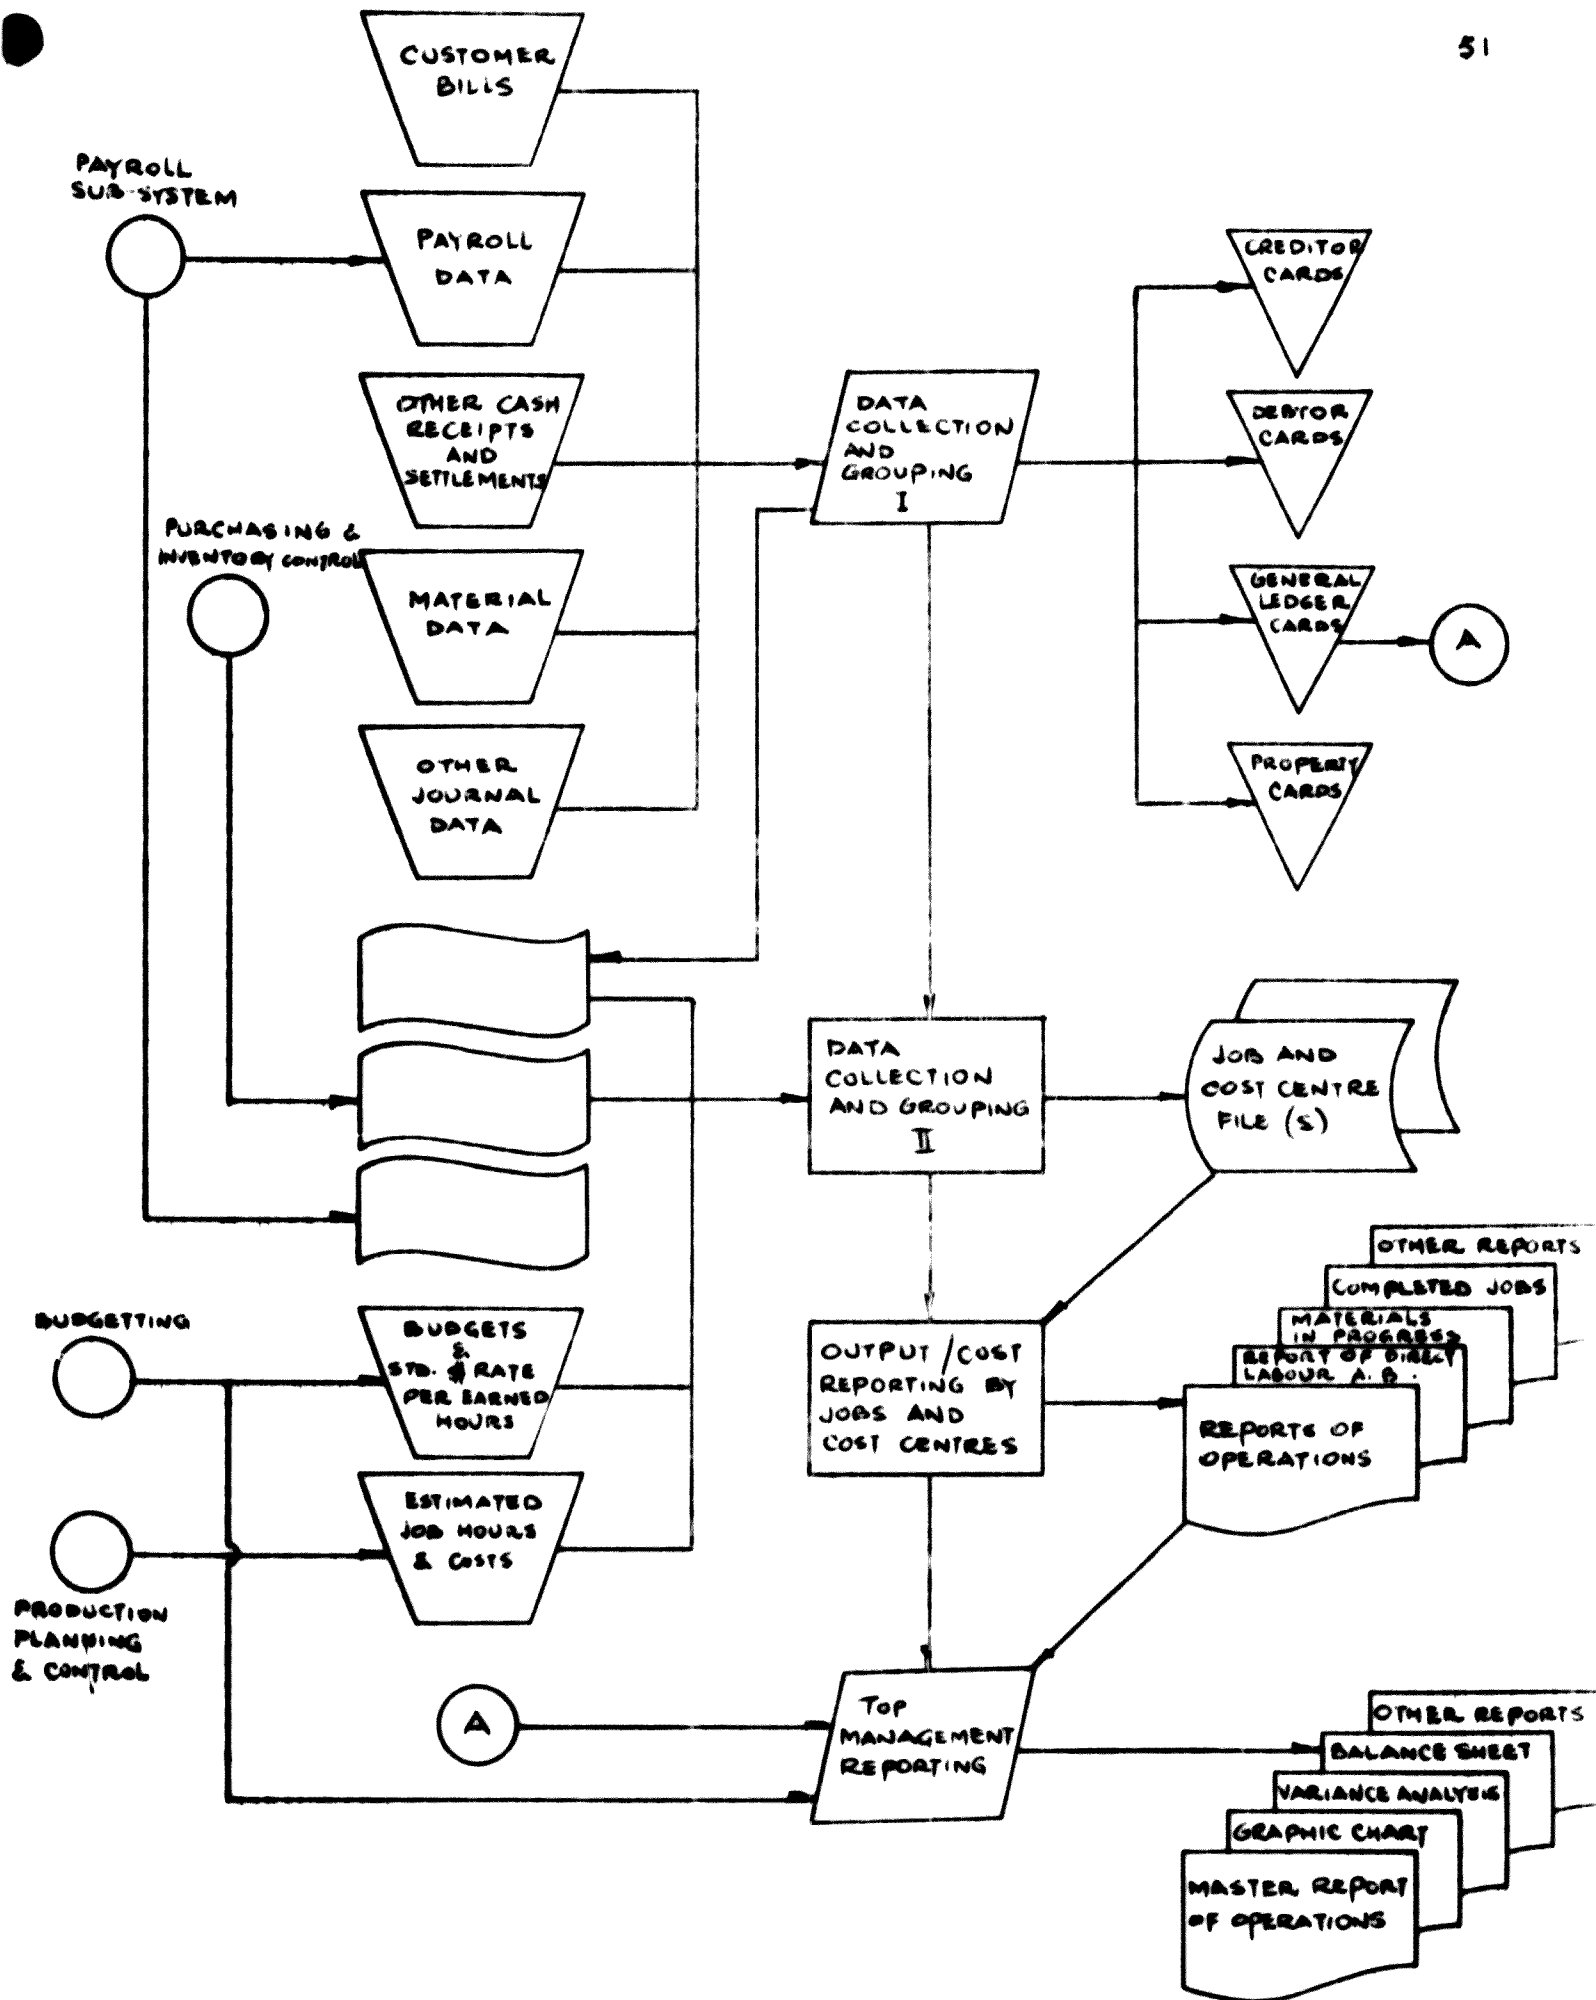 51
CUSTOMER
BILLS
PAYROLL
SUB-SYSTEM
PAYROLL
DATA
CREDITOR
CARDS
OTHER CASH
RECEIPTS
AND
SETTLEMENTS
DATA
COLLECTION
AND
GROUPING
I
DEBTOR
CARDS
PURCHASING &
INVENTORY CONTROL
MATERIAL
DATA
GENERAL
LEDGER
CARDS
A
OTHER
JOURNAL
DATA
PROPERTY
CARDS
DATA
COLLECTION
AND GROUPING
II
JOB AND
COST CENTRE
FILE (S)
BUDGETTING
BUDGETS
&
STD. $ RATE
PER EARNED
HOURS
OUTPUT / COST
REPORTING BY
JOBS AND
COST CENTRES
OTHER REPORTS
COMPLETED JOBS
MATERIALS
IN PROGRESS
REPORT OF DIRECT
LABOUR A. B.
REPORTS OF
OPERATIONS
ESTIMATED
JOB HOURS
& COSTS
PRODUCTION
PLANNING
& CONTROL
A
TOP
MANAGEMENT
REPORTING
OTHER REPORTS
BALANCE SHEET
VARIANCE ANALYSIS
GRAPHIC CHART
MASTER REPORT
OF OPERATIONS